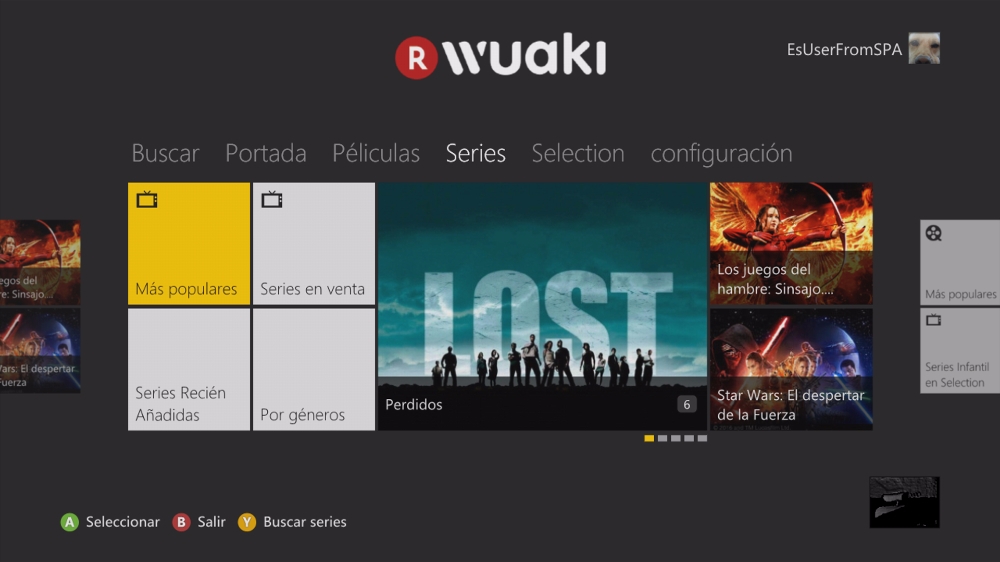 R wuaki
EsUserFromSPA
Buscar Portada Péliculas Series Selection configuración
Más populares
Series en venta
Series Recién
Añadidas
Por géneros
LOST
Perdidos 6
Los juegos del
hambre: Sinsajo....
Star Wars: El despertar
de la Fuerza
egos del
re: Sinsajo...
Wars: El despertar
Fuerza
Más populares
Series Infantil
en Selection
A Seleccionar B Salir Y Buscar series